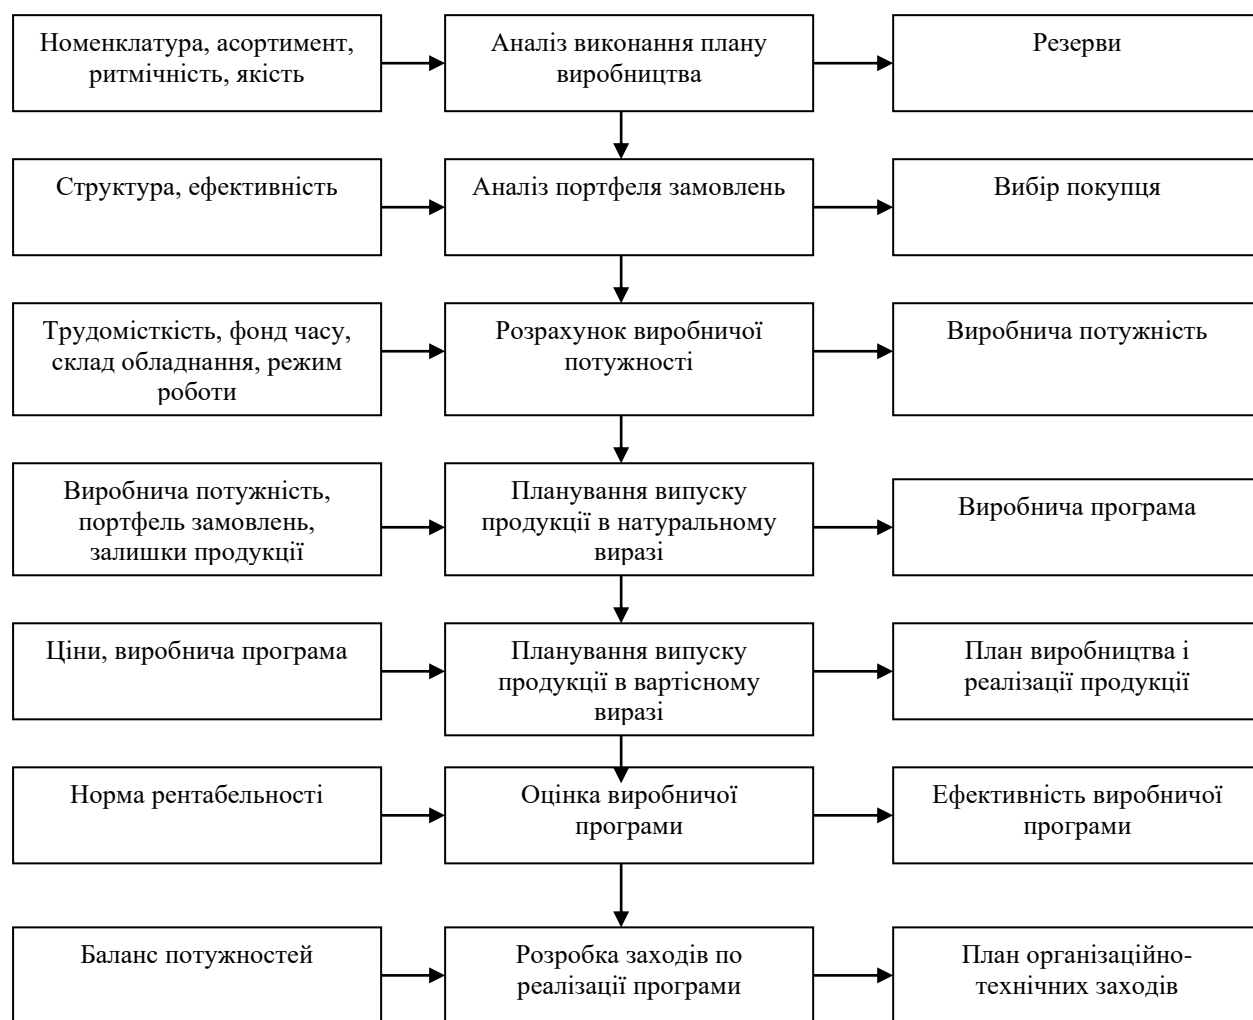 Номенклатура, асортимент,
ритмічність, якість
Аналіз виконання плану
виробництва
Резерви
Структура, ефективність
Аналіз портфеля замовлень
Вибір покупця
Трудомісткість, фонд часу,
склад обладнання, режим
роботи
Розрахунок виробничої
потужності
Виробнича потужність
Виробнича потужність,
портфель замовлень,
залишки продукції
Планування випуску
продукції в натуральному
виразі
Виробнича програма
Ціни, виробнича програма
Планування випуску
продукції в вартісному
виразі
План виробництва і
реалізації продукції
Норма рентабельності
Оцінка виробничої
програми
Ефективність виробничої
програми
Баланс потужностей
Розробка заходів по
реалізації програми
План організаційно-
технічних заходів